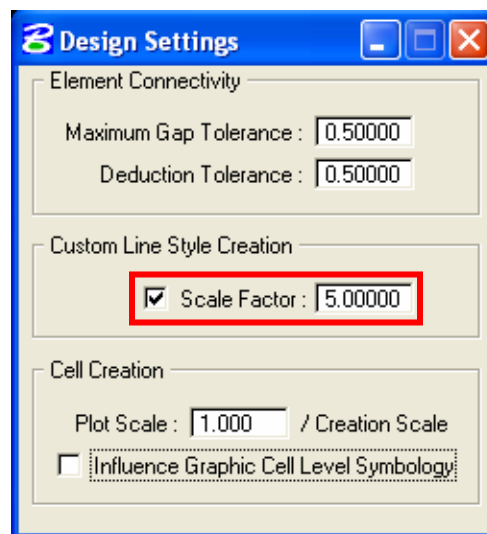 Design Settings
Element Connectivity
Maximum Gap Tolerance : 0.50000
Deduction Tolerance : 0.50000
Custom Line Style Creation
Scale Factor : 5.00000
Cell Creation
Plot Scale : 1.000 / Creation Scale
Influence Graphic Cell Level Symbology